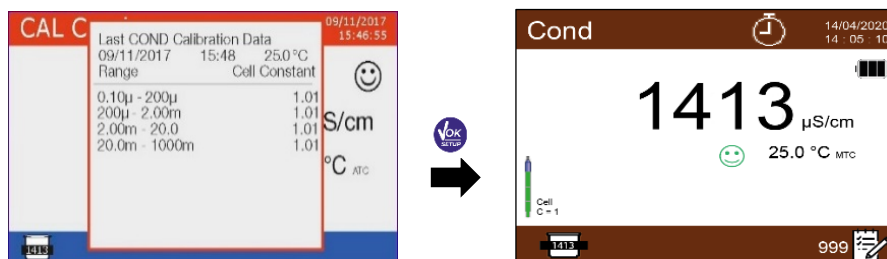 CAL C
09/11/2017
15:46:55
Last COND Calibration Data
09/11/2017 15:48 25.0 °C
Range Cell Constant
0.10µ - 200µ 1.01
200µ - 2.00m 1.01
2.00m - 20.0 1.01
20.0m - 1000m 1.01
S/cm
°C ATC
1413
OK
SETUP
Cond
14/04/2020
14 : 05 : 10
1413 µS/cm
25.0 °C MTC
Cell
C = 1
1413
999